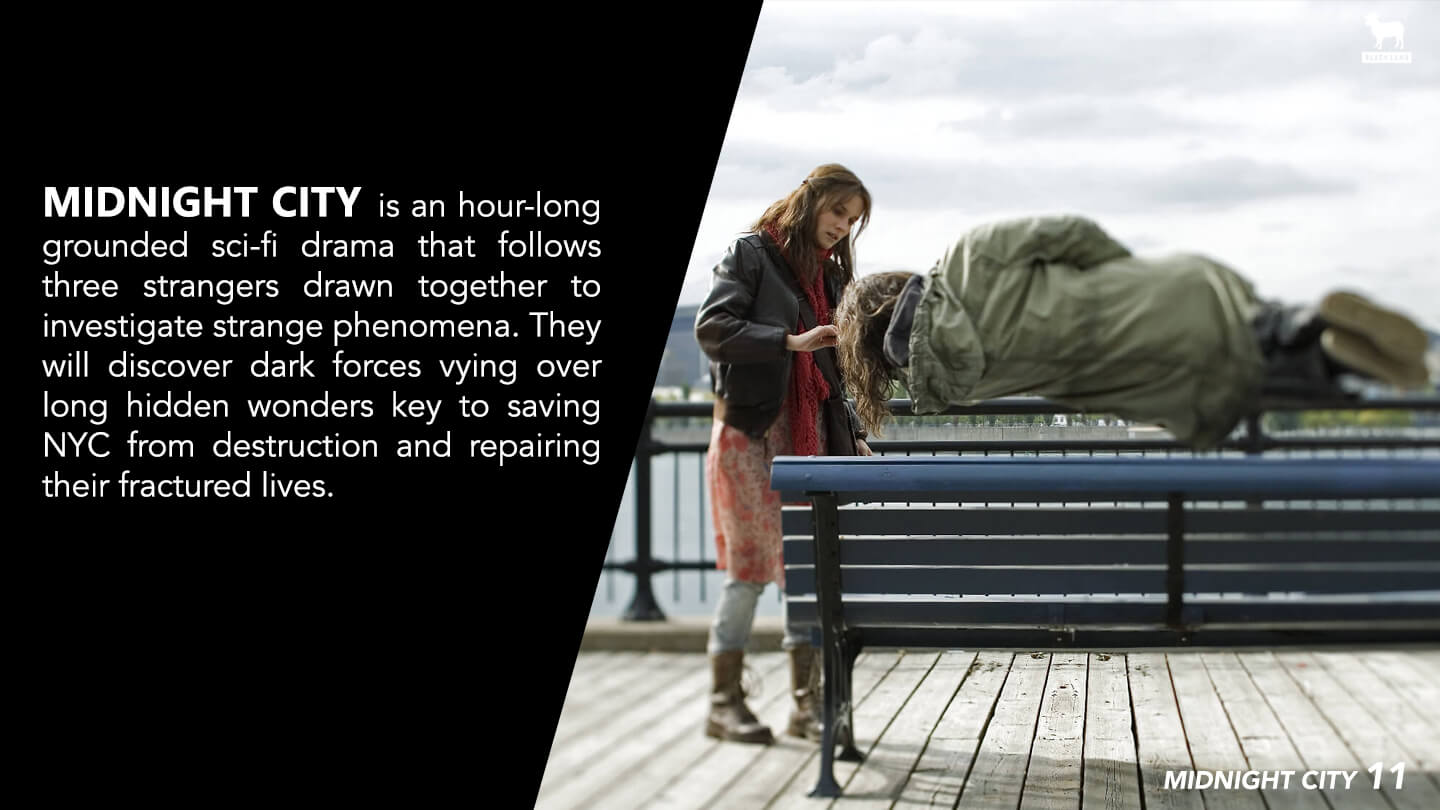 MIDNIGHT CITY is an hour-long
grounded sci-fi drama that follows
three strangers drawn together to
investigate strange phenomena. They
will discover dark forces vying over
long hidden wonders key to saving
NYC from destruction and repairing
their fractured lives.
MIDNIGHT CITY 11